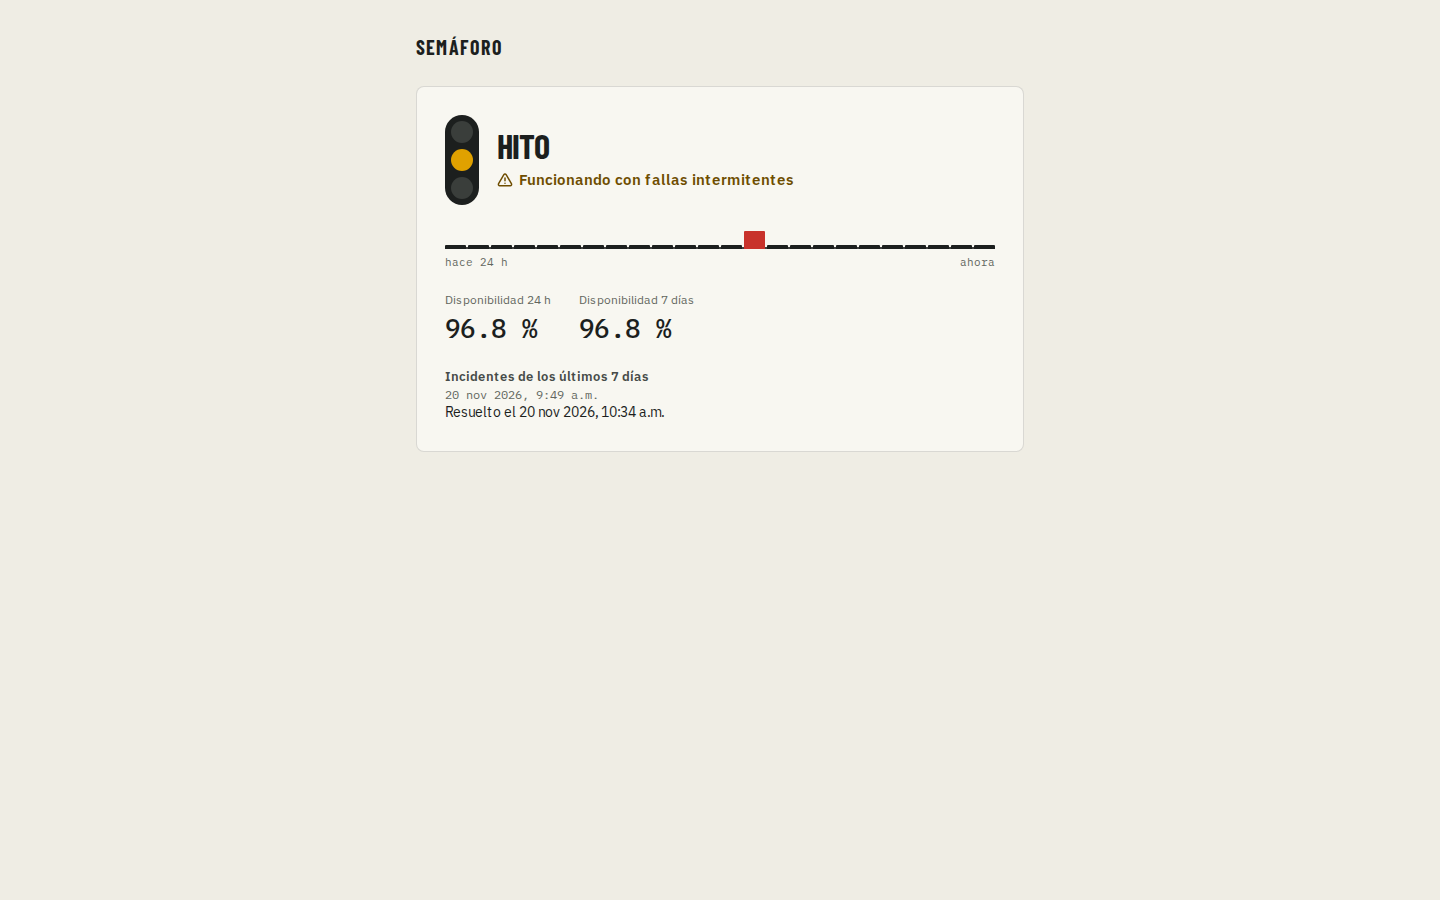 SEMÁFORO
HITO
Funcionando con fallas intermitentes
hace 24 h
ahora
Disponibilidad 24 h
Disponibilidad 7 días
96.8 %
96.8 %
Incidentes de los últimos 7 días
20 nov 2026, 9:49 a.m.
Resuelto el 20 nov 2026, 10:34 a.m.